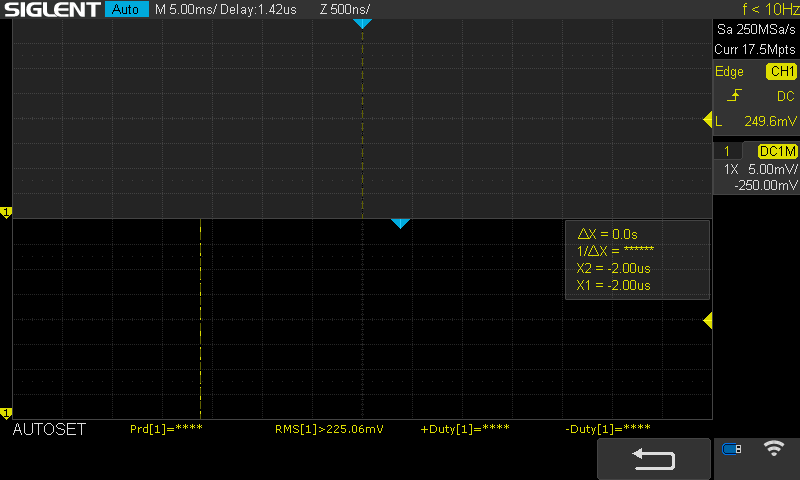 SIGLENT Auto M 5.00ms/ Delay:1.42us Z 500ns/ f < 10Hz
Sa 250MSa/s
Curr 17.5Mpts
Edge CH1
DC
L 249.6mV
1 DC1M
1X 5.00mV/
-250.00mV
1
ΔX = 0.0s
1/ΔX = ******
X2 = -2.00us
X1 = -2.00us
1
AUTOSET Prd[1]=**** RMS[1]>225.06mV +Duty[1]=**** -Duty[1]=****